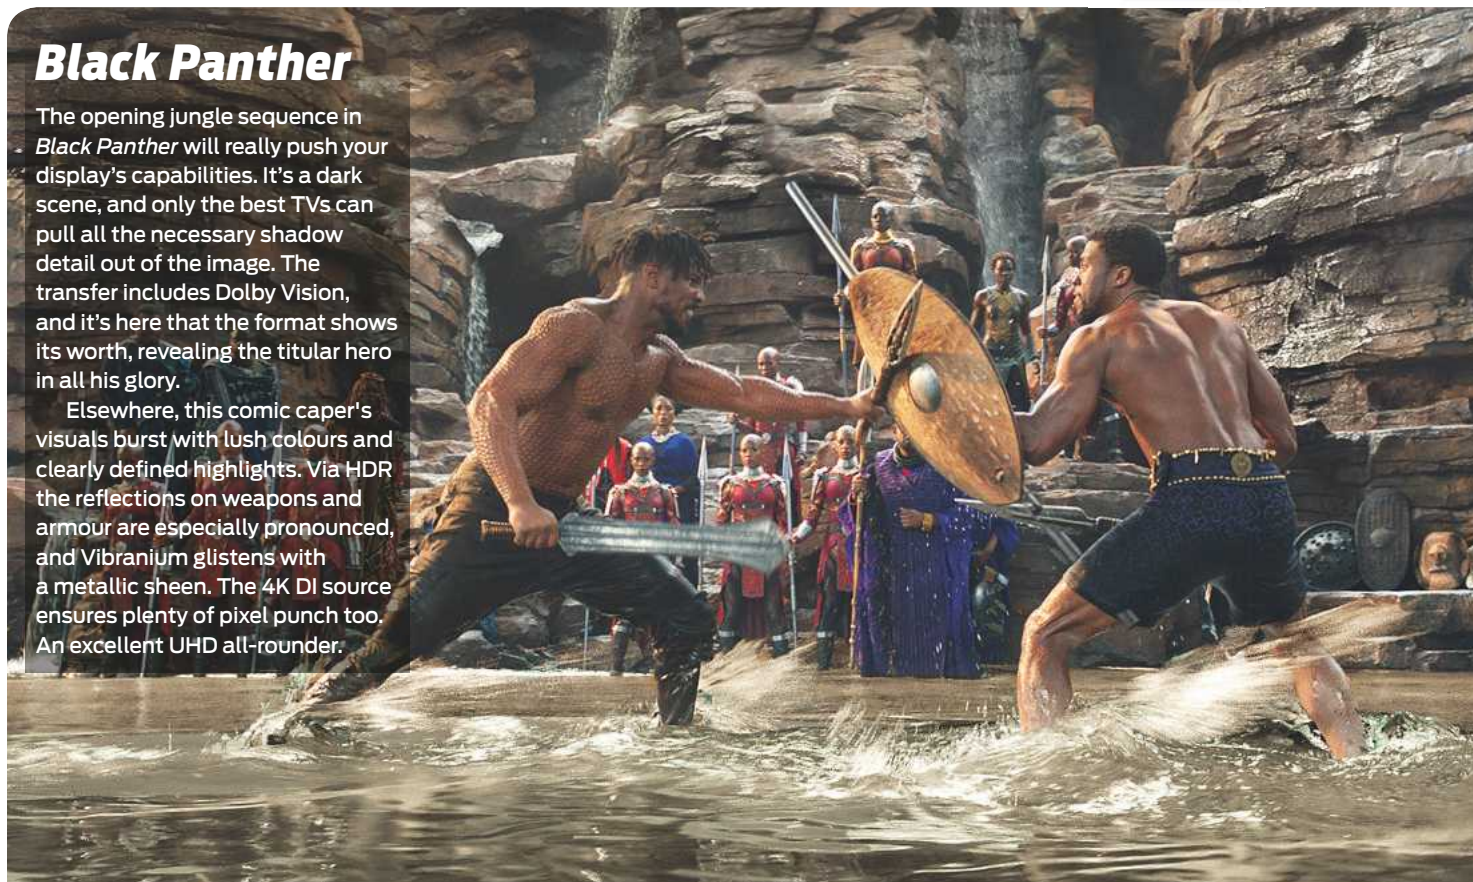 Black Panther
The opening jungle sequence in
Black Panther will really push your
display’s capabilities. It’s a dark
scene, and only the best TVs can
pull all the necessary shadow
detail out of the image. The
transfer includes Dolby Vision,
and it’s here that the format shows
its worth, revealing the titular hero
in all his glory.
Elsewhere, this comic caper's
visuals burst with lush colours and
clearly defined highlights. Via HDR
the reflections on weapons and
armour are especially pronounced,
and Vibranium glistens with
a metallic sheen. The 4K DI source
ensures plenty of pixel punch too.
An excellent UHD all-rounder.